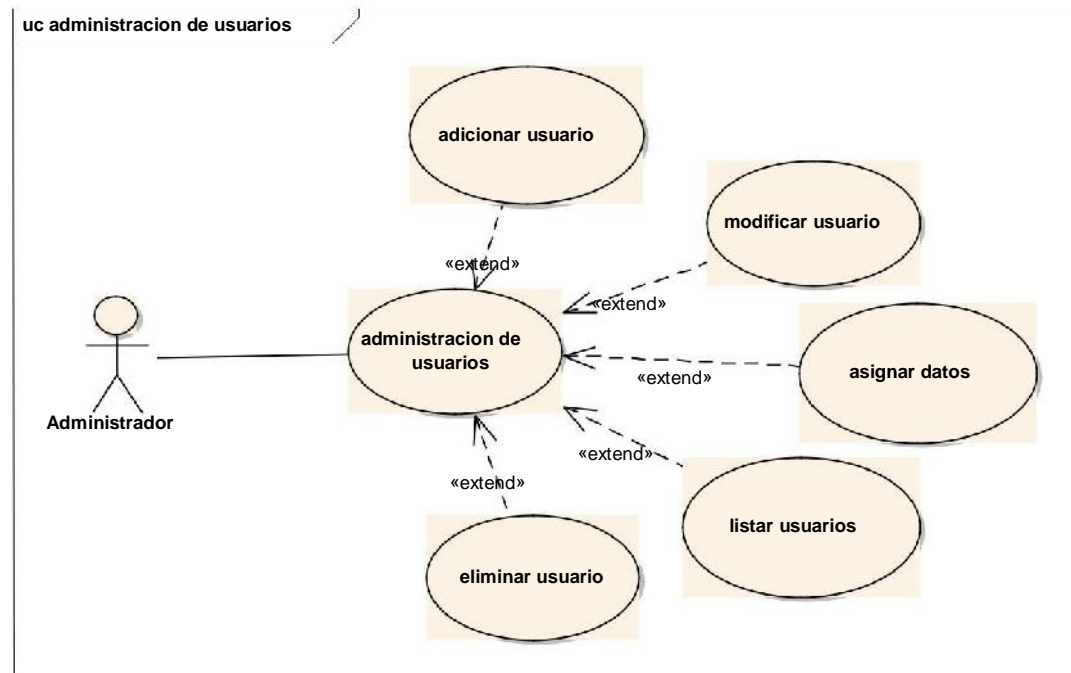 uc administracion de usuarios
adicionar usuario
modificar usuario
«extend»
«extend»
administracion de
usuarios
asignar datos
«extend»
Administrador
«extend»
«extend»
listar usuarios
eliminar usuario